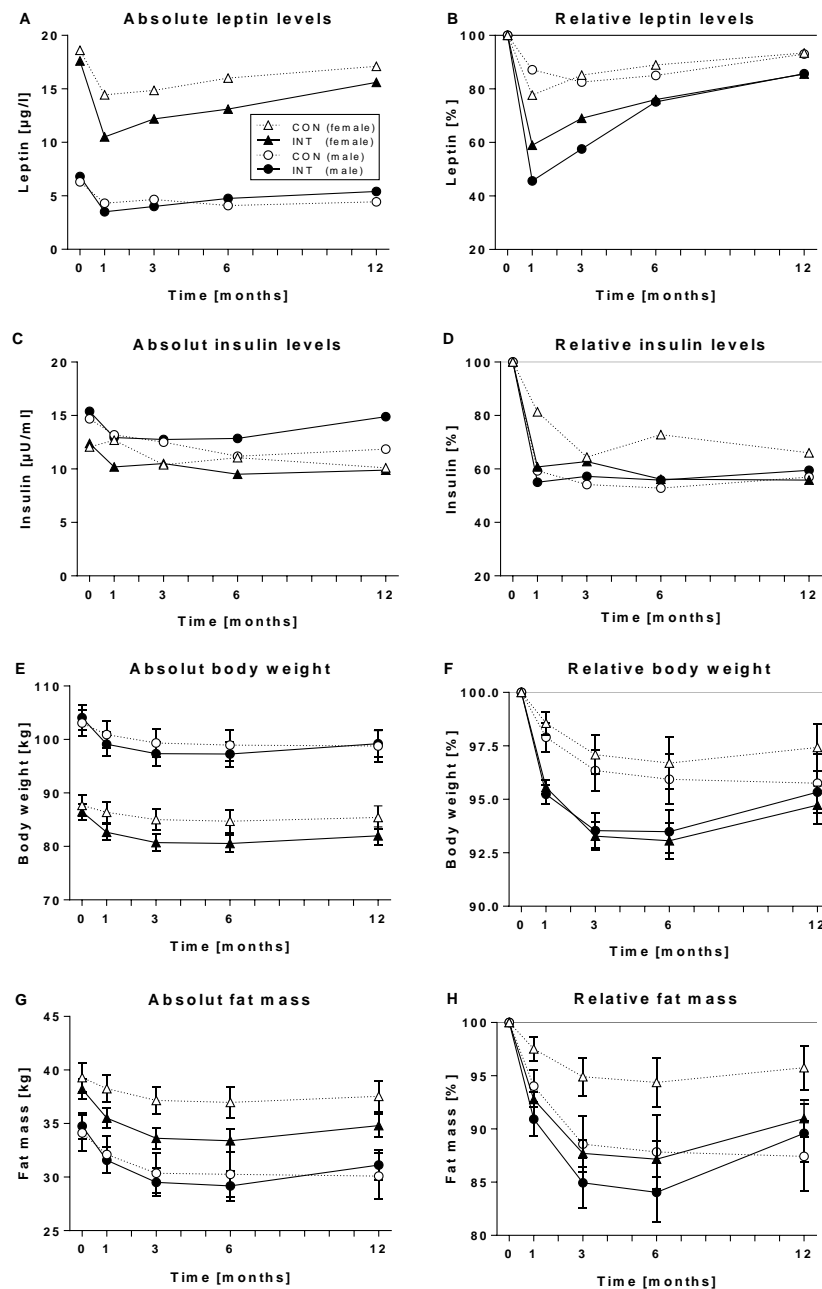 A Absolute leptin levels
20
15
10
5
0
Leptin [µg/l]
CON (female)
INT (female)
CON (male)
INT (male)
0 1 3 6 12
Time [months]
B Relative leptin levels
100
80
60
40
20
Leptin [%]
0 1 3 6 12
Time [months]
C Absolut insulin levels
20
15
10
5
0
Insulin [µU/ml]
0 1 3 6 12
Time [months]
D Relative insulin levels
100
80
60
40
20
Insulin [%]
0 1 3 6 12
Time [months]
E Absolut body weight
110
100
90
80
70
Body weight [kg]
0 1 3 6 12
Time [months]
F Relative body weight
100.0
97.5
95.0
92.5
90.0
Body weight [%]
0 1 3 6 12
Time [months]
G Absolut fat mass
45
40
35
30
25
Fat mass [kg]
0 1 3 6 12
Time [months]
H Relative fat mass
100
95
90
85
80
Fat mass [%]
0 1 3 6 12
Time [months]